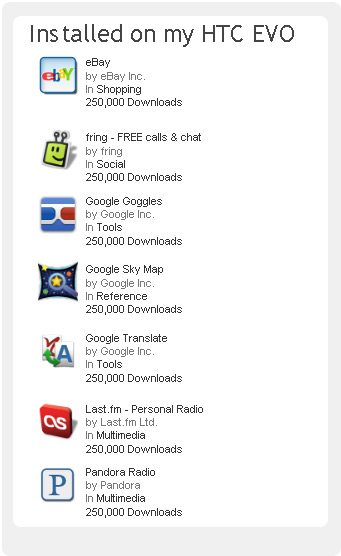 Installed on my HTC EVO
ebay
eBay
by eBay Inc.
In Shopping
250,000 Downloads
fring - FREE calls & chat
by fring
In Social
250,000 Downloads
Google Goggles
by Google Inc.
In Tools
250,000 Downloads
Google Sky Map
by Google Inc.
In Reference
250,000 Downloads
A
Google Translate
by Google Inc.
In Tools
250,000 Downloads
as
Last.fm - Personal Radio
by Last.fm Ltd.
In Multimedia
250,000 Downloads
P
Pandora Radio
by Pandora
In Multimedia
250,000 Downloads